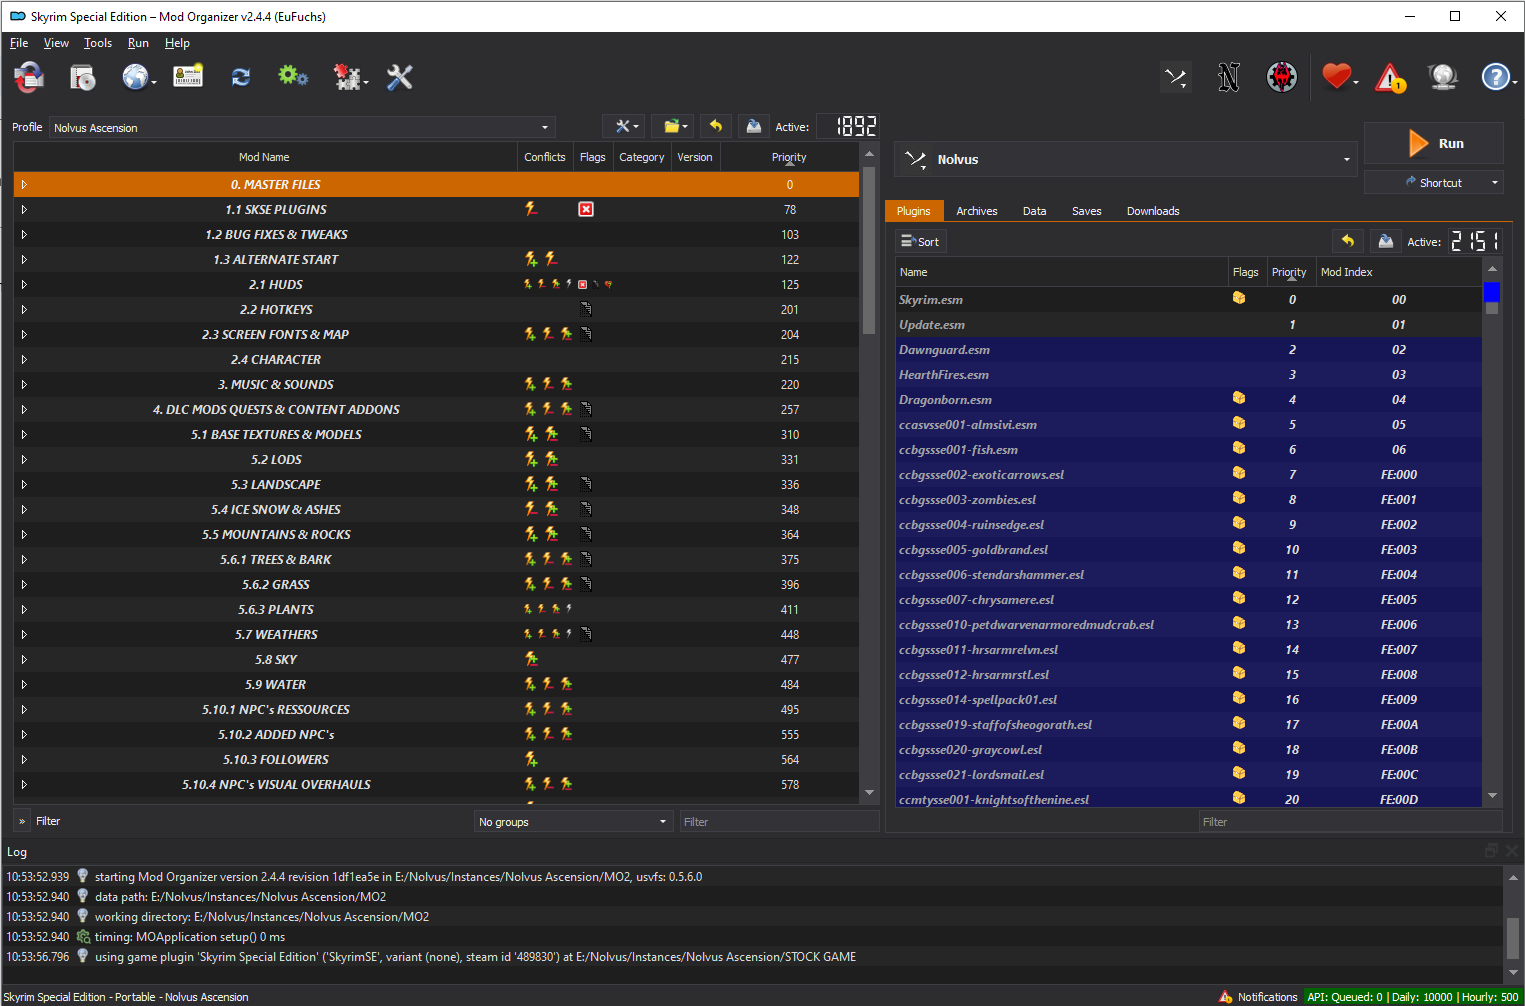 Skyrim Special Edition – Mod Organizer v2.4.4 (EuFuchs)
File View Tools Run Help
1
Profile Nolvus Ascension Active: 1892
Mod Name Conflicts Flags Category Version Priority
0. MASTER FILES 0
1.1 SKSE PLUGINS 78
1.2 BUG FIXES & TWEAKS 103
1.3 ALTERNATE START 122
2.1 HUDS 125
2.2 HOTKEYS 201
2.3 SCREEN FONTS & MAP 204
2.4 CHARACTER 215
3. MUSIC & SOUNDS 220
4. DLC MODS QUESTS & CONTENT ADDONS 257
5.1 BASE TEXTURES & MODELS 310
5.2 LODS 331
5.3 LANDSCAPE 336
5.4 ICE SNOW & ASHES 348
5.5 MOUNTAINS & ROCKS 364
5.6.1 TREES & BARK 375
5.6.2 GRASS 396
5.6.3 PLANTS 411
5.7 WEATHERS 448
5.8 SKY 477
5.9 WATER 484
5.10.1 NPC's RESSOURCES 495
5.10.2 ADDED NPC's 555
5.10.3 FOLLOWERS 564
5.10.4 NPC's VISUAL OVERHAULS 578
» Filter No groups Filter
Nolvus
Run
Shortcut
Plugins Archives Data Saves Downloads
Sort Active: 2151
Name Flags Priority Mod Index
Skyrim.esm 0 00
Update.esm 1 01
Dawnguard.esm 2 02
HearthFires.esm 3 03
Dragonborn.esm 4 04
ccasvsse001-almsivi.esm 5 05
ccbgssse001-fish.esm 6 06
ccbgssse002-exoticarrows.esl 7 FE:000
ccbgssse003-zombies.esl 8 FE:001
ccbgssse004-ruinsedge.esl 9 FE:002
ccbgssse005-goldbrand.esl 10 FE:003
ccbgssse006-stendarshammer.esl 11 FE:004
ccbgssse007-chrysamere.esl 12 FE:005
ccbgssse010-petdwarvenarmoredmudcrab.esl 13 FE:006
ccbgssse011-hrsarmrelvn.esl 14 FE:007
ccbgssse012-hrsarmrstl.esl 15 FE:008
ccbgssse014-spellpack01.esl 16 FE:009
ccbgssse019-staffofsheogorath.esl 17 FE:00A
ccbgssse020-graycowl.esl 18 FE:00B
ccbgssse021-lordsmail.esl 19 FE:00C
ccmtysse001-knightsofthenine.esl 20 FE:00D
Filter
Log
10:53:52.939 starting Mod Organizer version 2.4.4 revision 1df1ea5e in E:/Nolvus/Instances/Nolvus Ascension/MO2, usvfs: 0.5.6.0
10:53:52.940 data path: E:/Nolvus/Instances/Nolvus Ascension/MO2
10:53:52.940 working directory: E:/Nolvus/Instances/Nolvus Ascension/MO2
10:53:52.940 timing: MOApplication setup() 0 ms
10:53:56.796 using game plugin 'Skyrim Special Edition' ('SkyrimSE', variant (none), steam id '489830') at E:/Nolvus/Instances/Nolvus Ascension/STOCK GAME
Skyrim Special Edition - Portable - Nolvus Ascension Notifications API: Queued: 0 | Daily: 10000 | Hourly: 500